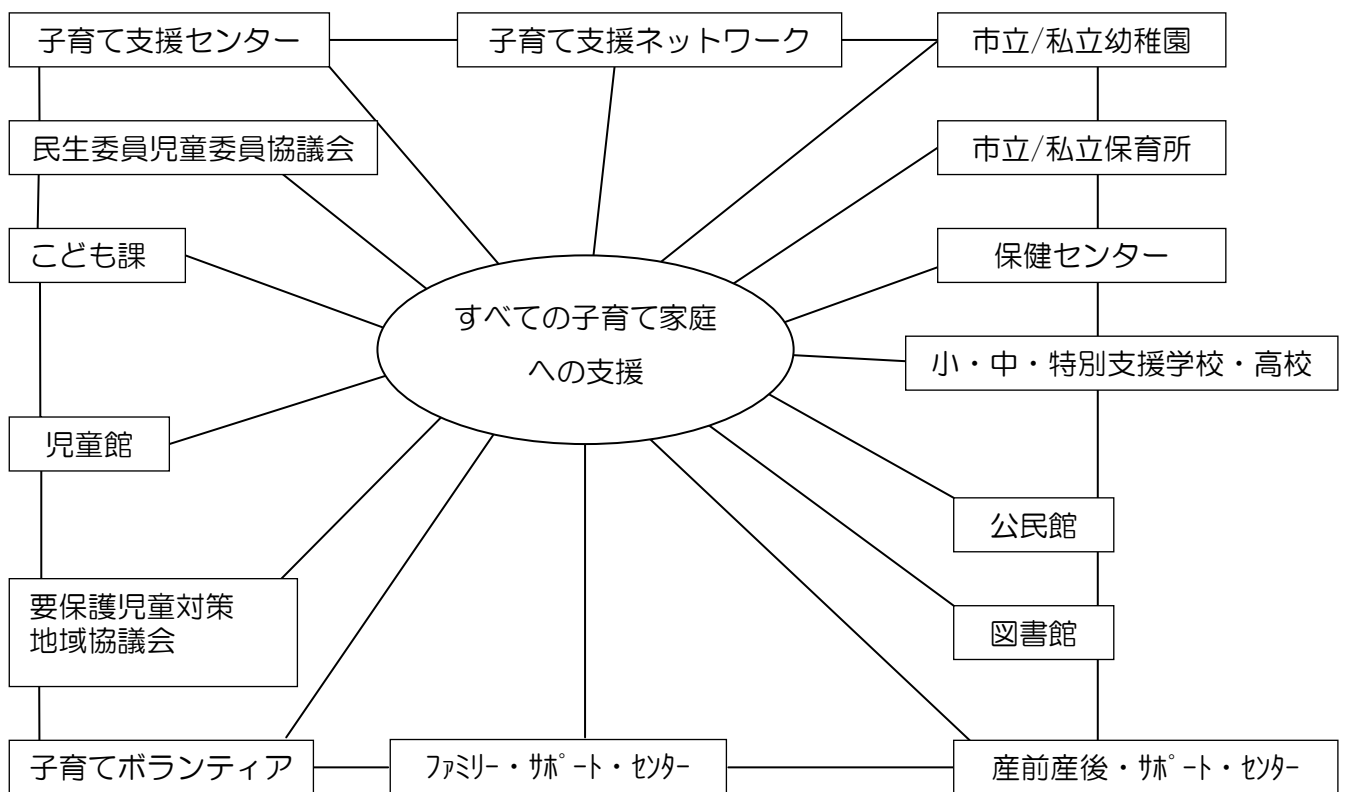 子育て支援センター
子育て支援ネットワーク
市立/私立幼稚園
民生委員児童委員協議会
市立/私立保育所
こども課
保健センター
すべての子育て家庭
への支援
小・中・特別支援学校・高校
児童館
公民館
要保護児童対策
地域協議会
図書館
子育てボランティア
ﾌｧﾐﾘｰ・ｻﾎﾟｰﾄ・ｾﾝﾀｰ
産前産後・ｻﾎﾟｰﾄ・ｾﾝﾀｰ